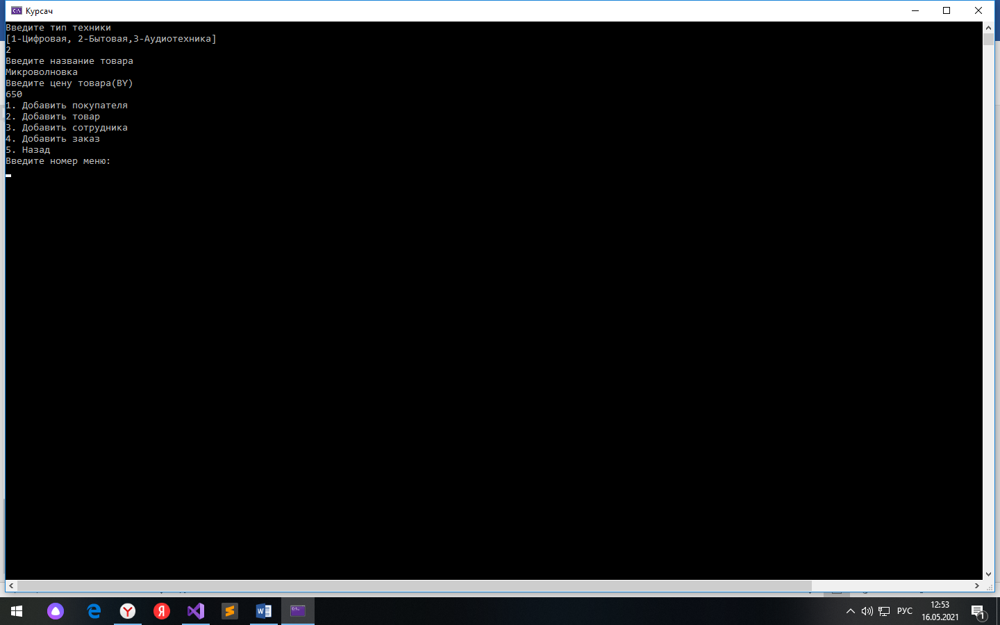 Курсач
Введите тип техники
[1-Цифровая, 2-Бытовая,3-Аудиотехника]
2
Введите название товара
Микроволновка
Введите цену товара(BY)
650
1. Добавить покупателя
2. Добавить товар
3. Добавить сотрудника
4. Добавить заказ
5. Назад
Введите номер меню:
РУС
12:53
16.05.2021
1